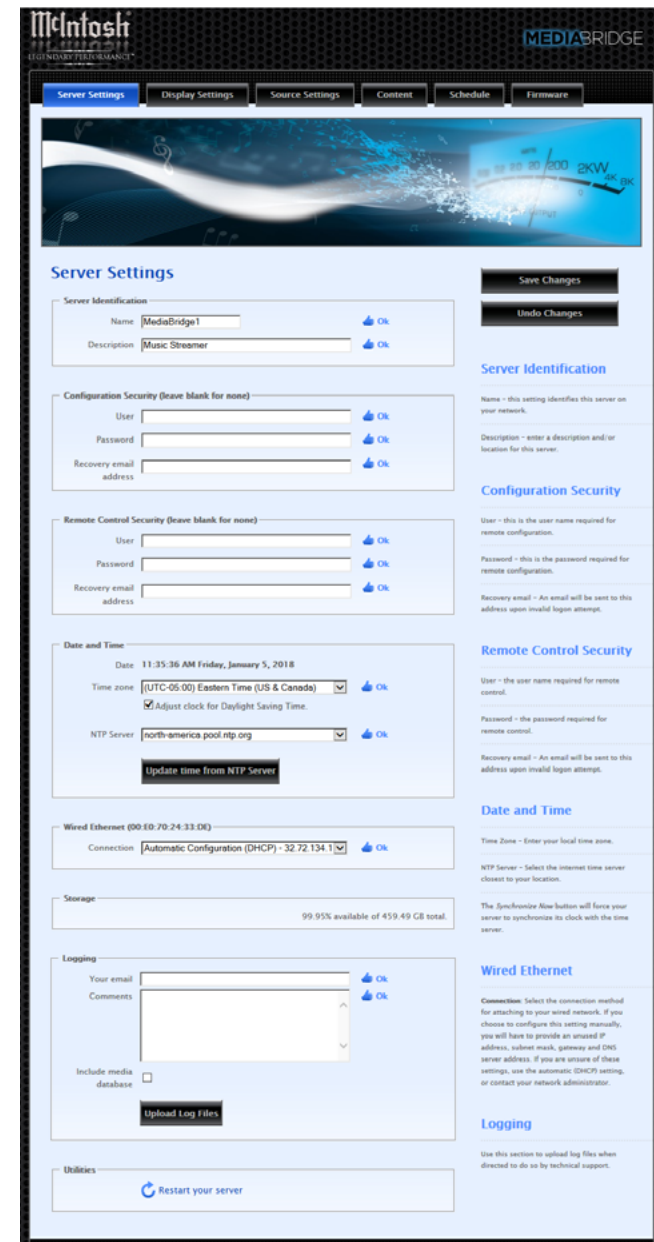 McIntosh
LEGENDARY PERFORMANCE™
MEDIABRIDGE
Server Settings
Display Settings
Source Settings
Content
Schedule
Firmware
200 2KW
4K 8K
Server Settings
Save Changes
Undo Changes
Server Identification
Name MediaBridge1 Ok
Description Music Streamer Ok
Configuration Security (leave blank for none)
User Ok
Password Ok
Recovery email Ok
address
Remote Control Security (leave blank for none)
User Ok
Password Ok
Recovery email Ok
address
Date and Time
Date 11:35:36 AM Friday, January 5, 2018
Time zone (UTC-05:00) Eastern Time (US & Canada) Ok
Adjust clock for Daylight Saving Time.
NTP Server north-america.pool.ntp.org Ok
Update time from NTP Server
Wired Ethernet (00:E0:70:24:33:DE)
Connection Automatic Configuration (DHCP) - 32.72.134.1 Ok
Storage
99.95% available of 459.49 GB total.
Logging
Your email Ok
Comments Ok
Include media
database
Upload Log Files
Utilities
Restart your server
Server Identification
Name – this setting identifies this server on
your network.
Description – enter a description and/or
location for this server.
Configuration Security
User – this is the user name required for
remote configuration.
Password – this is the password required for
remote configuration.
Recovery email – An email will be sent to this
address upon invalid logon attempt.
Remote Control Security
User – the user name required for remote
control.
Password – the password required for
remote control.
Recovery email – An email will be sent to this
address upon invalid logon attempt.
Date and Time
Time Zone – Enter your local time zone.
NTP Server – Select the internet time server
closest to your location.
The Synchronize Now button will force your
server to synchronize its clock with the time
server.
Wired Ethernet
Connection: Select the connection method
for attaching to your wired network. If you
choose to configure this setting manually,
you will have to provide an unused IP
address, subnet mask, gateway and DNS
server address. If you are unsure of these
settings, use the automatic (DHCP) setting,
or contact your network administrator.
Logging
Use this section to upload log files when
directed to do so by technical support.